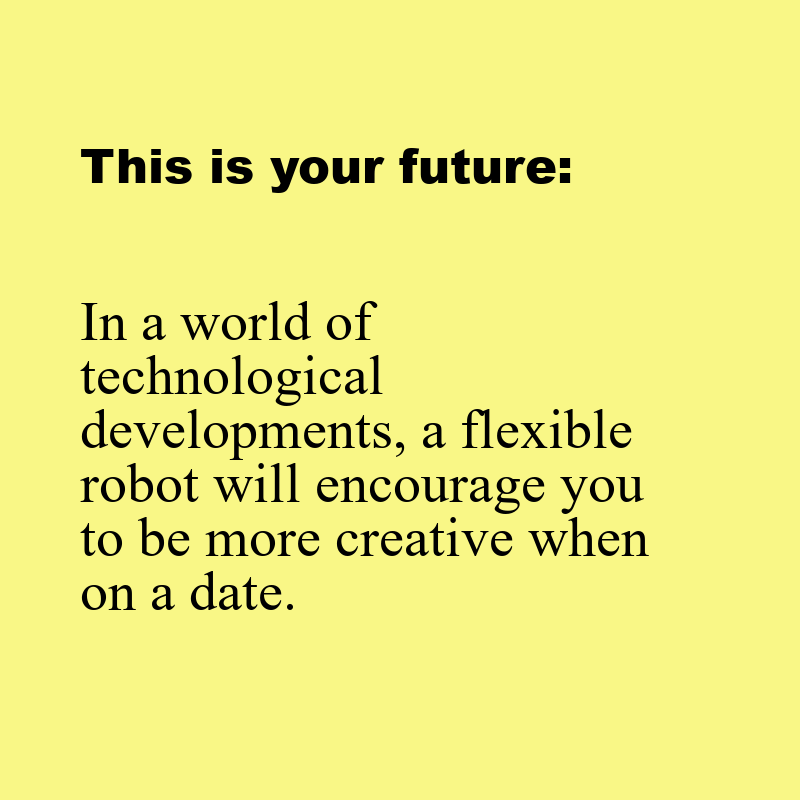 This is your future:
In a world of
technological
developments, a flexible
robot will encourage you
to be more creative when
on a date.